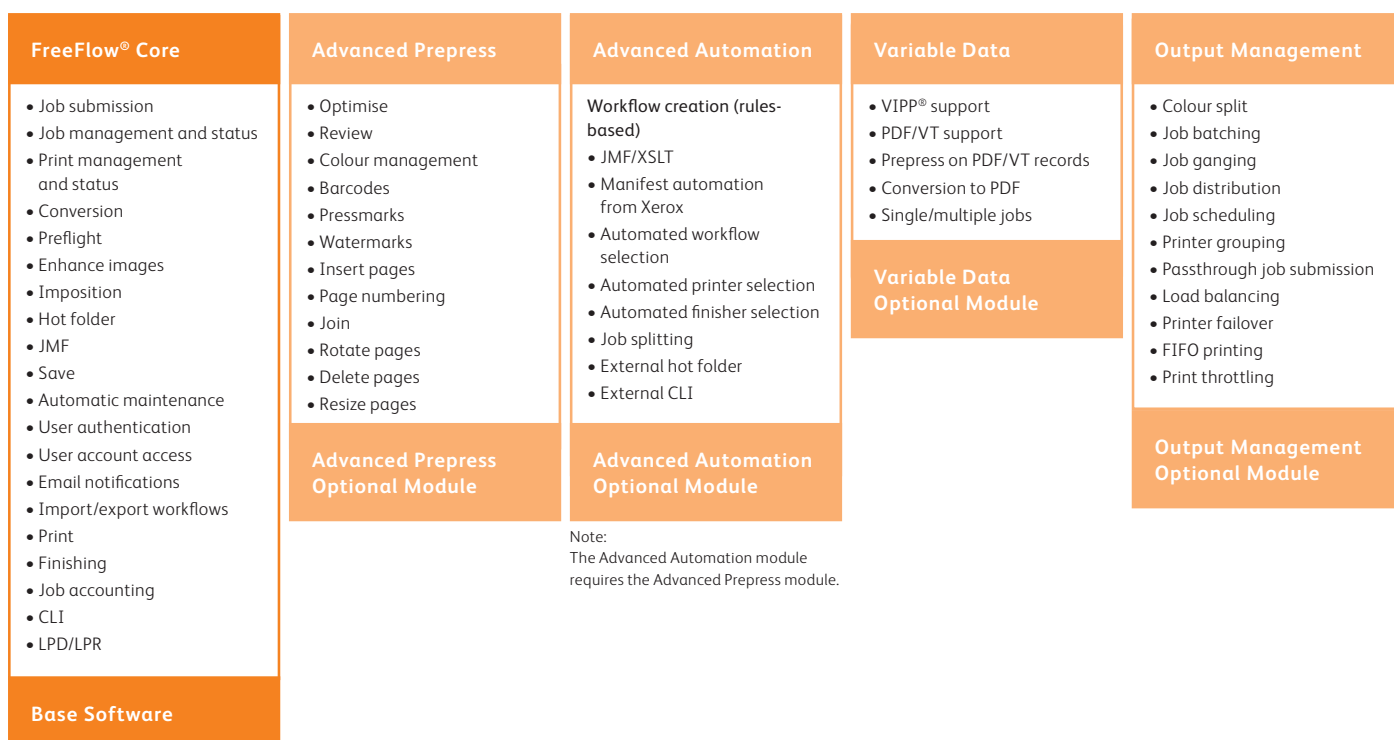 FreeFlow® Core
• Job submission
• Job management and status
• Print management
and status
• Conversion
• Preflight
• Enhance images
• Imposition
• Hot folder
• JMF
• Save
• Automatic maintenance
• User authentication
• User account access
• Email notifications
• Import/export workflows
• Print
• Finishing
• Job accounting
• CLI
• LPD/LPR
Base Software
Advanced Prepress
• Optimise
• Review
• Colour management
• Barcodes
• Pressmarks
• Watermarks
• Insert pages
• Page numbering
• Join
• Rotate pages
• Delete pages
• Resize pages
Advanced Prepress
Optional Module
Advanced Automation
Workflow creation (rules-
based)
• JMF/XSLT
• Manifest automation
from Xerox
• Automated workflow
selection
• Automated printer selection
• Automated finisher selection
• Job splitting
• External hot folder
• External CLI
Advanced Automation
Optional Module
Note:
The Advanced Automation module
requires the Advanced Prepress module.
Variable Data
• VIPP® support
• PDF/VT support
• Prepress on PDF/VT records
• Conversion to PDF
• Single/multiple jobs
Variable Data
Optional Module
Output Management
• Colour split
• Job batching
• Job ganging
• Job distribution
• Job scheduling
• Printer grouping
• Passthrough job submission
• Load balancing
• Printer failover
• FIFO printing
• Print throttling
Output Management
Optional Module